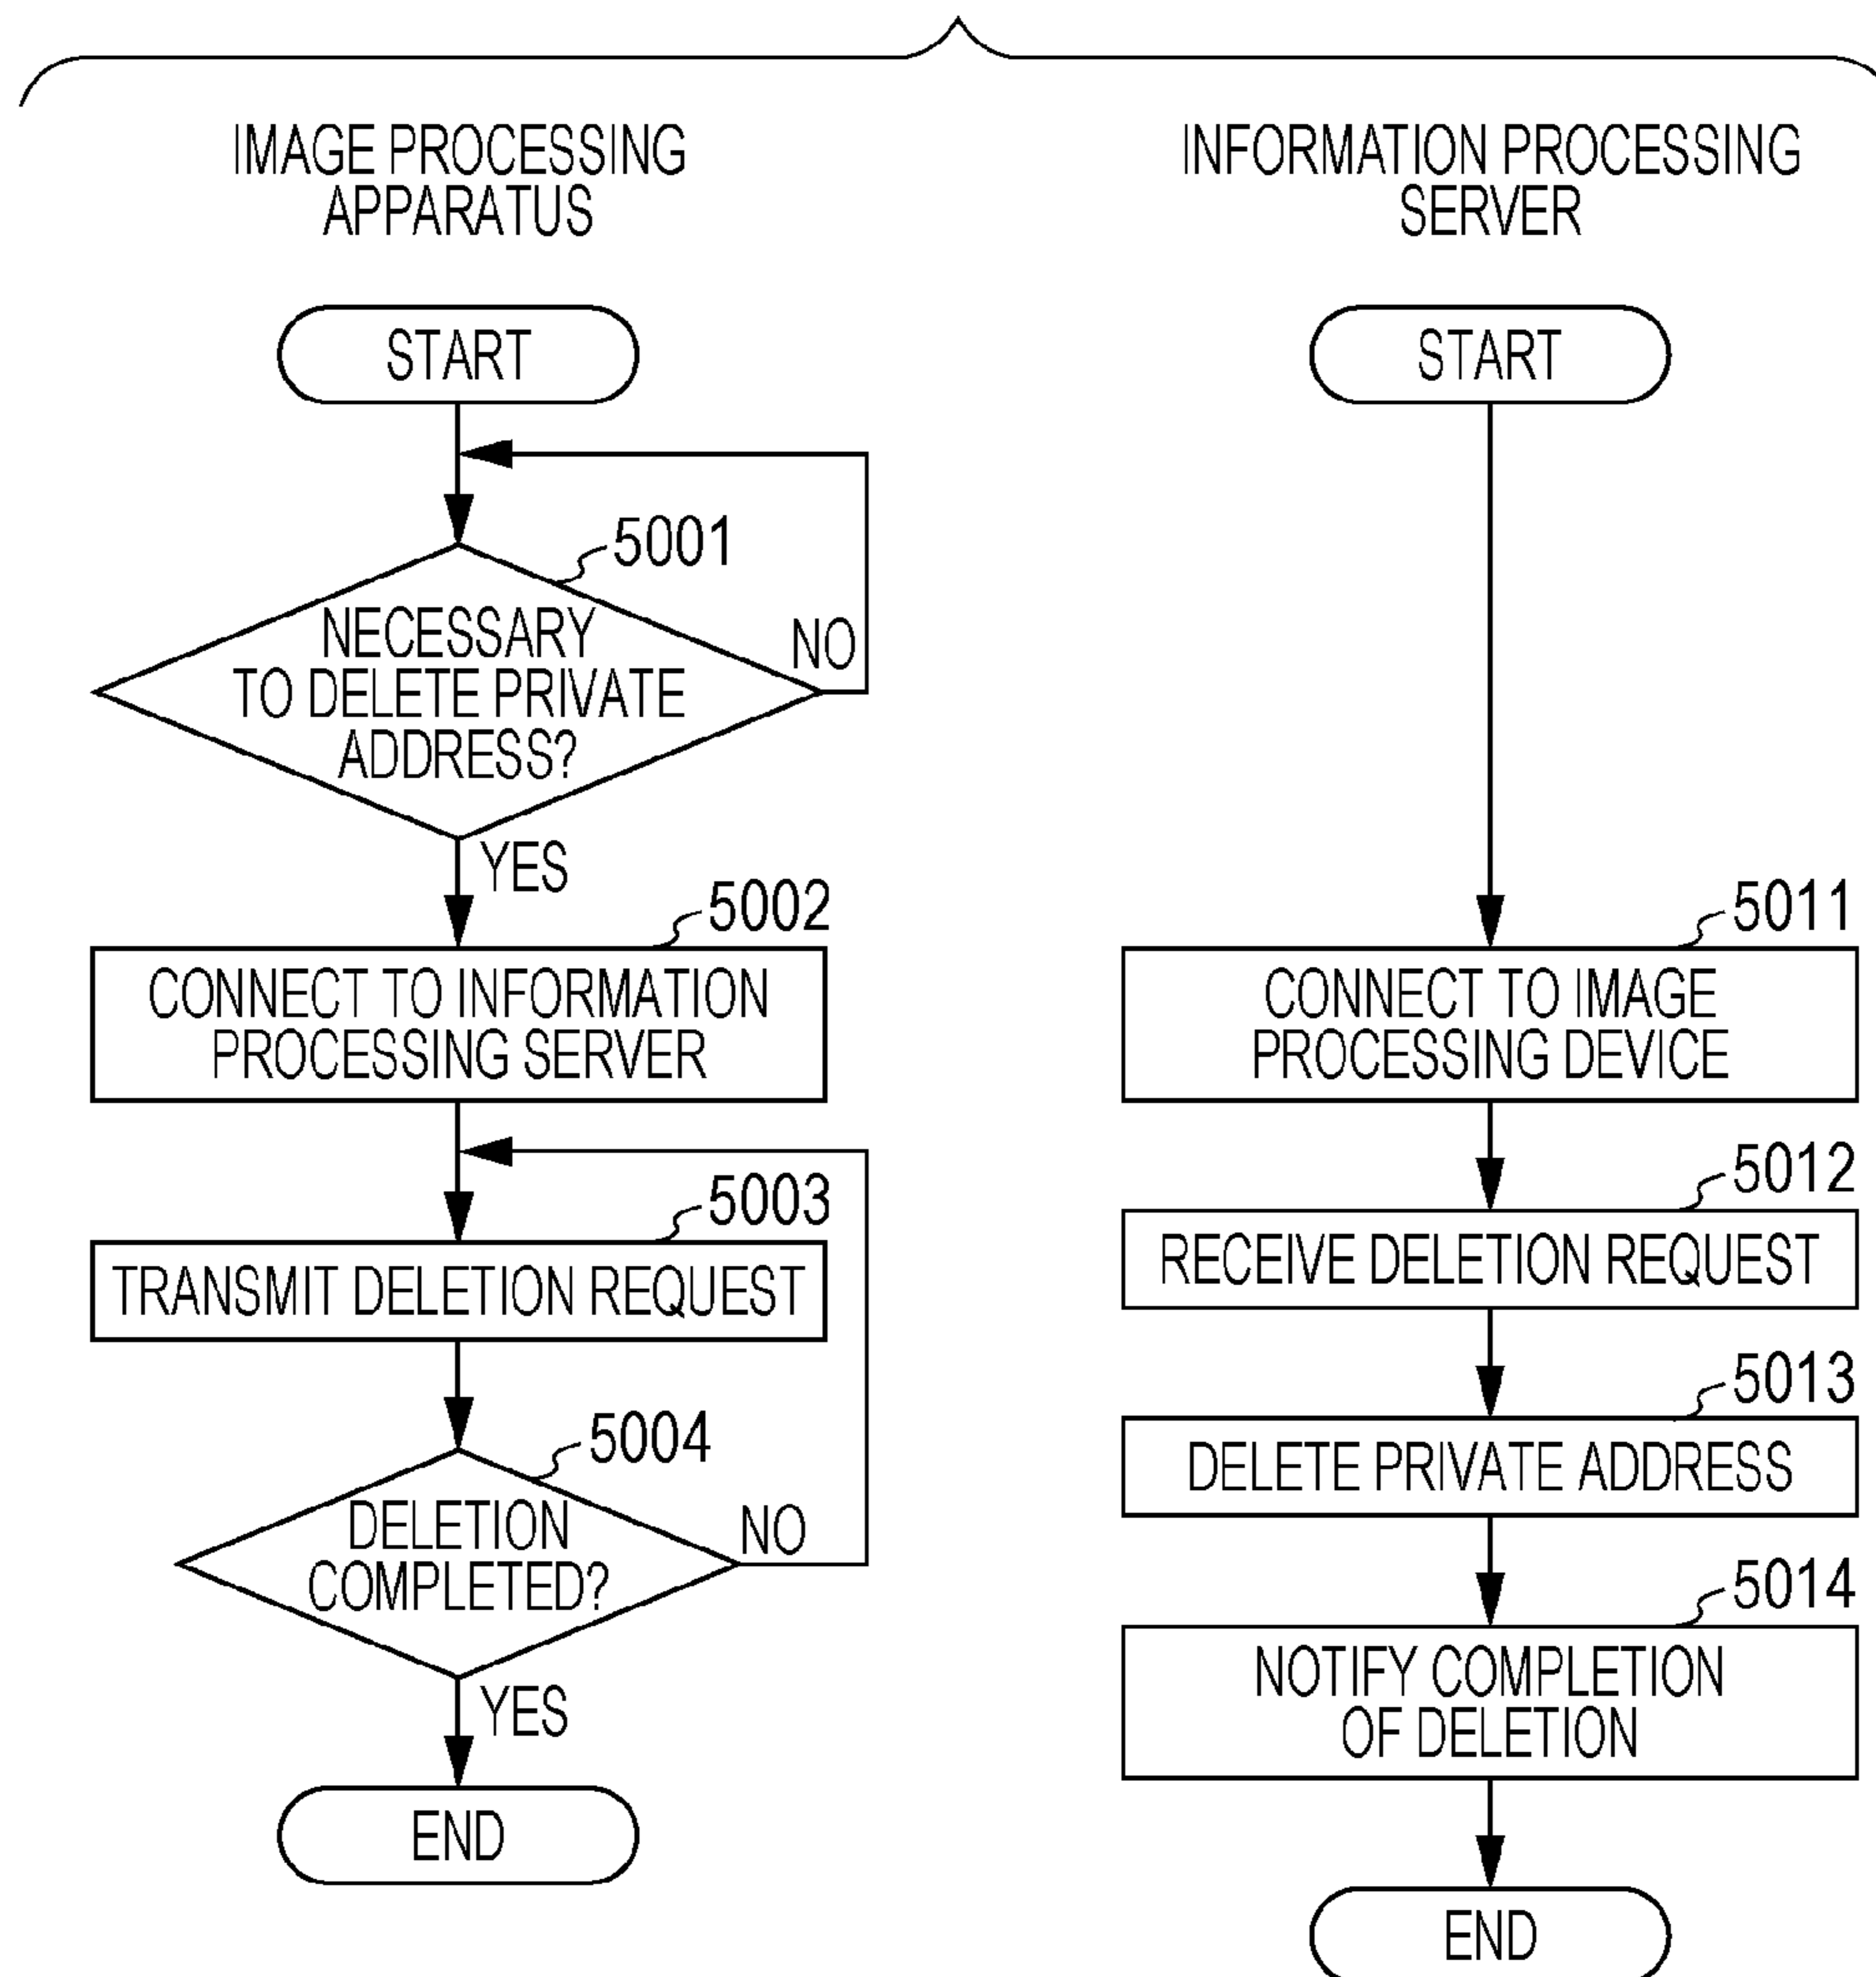 IMAGE PROCESSING
APPARATUS
START
5001
NECESSARY
TO DELETE PRIVATE
ADDRESS?
NO
YES
5002
CONNECT TO INFORMATION
PROCESSING SERVER
5003
TRANSMIT DELETION REQUEST
5004
DELETION
COMPLETED?
NO
YES
END
INFORMATION PROCESSING
SERVER
START
5011
CONNECT TO IMAGE
PROCESSING DEVICE
5012
RECEIVE DELETION REQUEST
5013
DELETE PRIVATE ADDRESS
5014
NOTIFY COMPLETION
OF DELETION
END